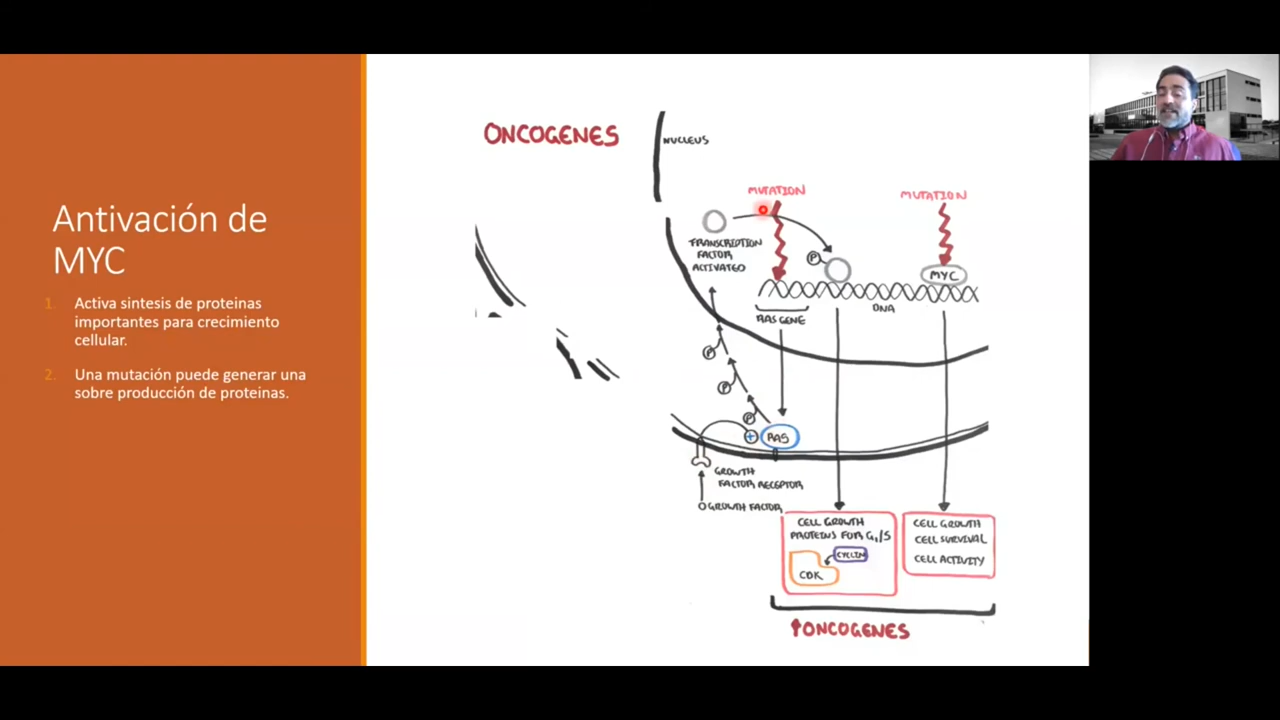 Antivación de
MYC
1. Activa sintesis de proteinas
importantes para crecimiento
cellular.
2. Una mutación puede generar una
sobre producción de proteinas.
ONCOGENES
NUCLEUS
MUTATION
MUTATION
TRANSCRIPTION
FACTOR
ACTIVATED
P
MYC
DNA
RAS GENE
P
P
P
+
RAS
GROWTH
FACTOR RECEPTOR
GROWTH FACTOR
CELL GROWTH
PROTEINS FOR G1/S
CYCLIN
CDK
CELL GROWTH
CELL SURVIVAL
CELL ACTIVITY
↑ONCOGENES